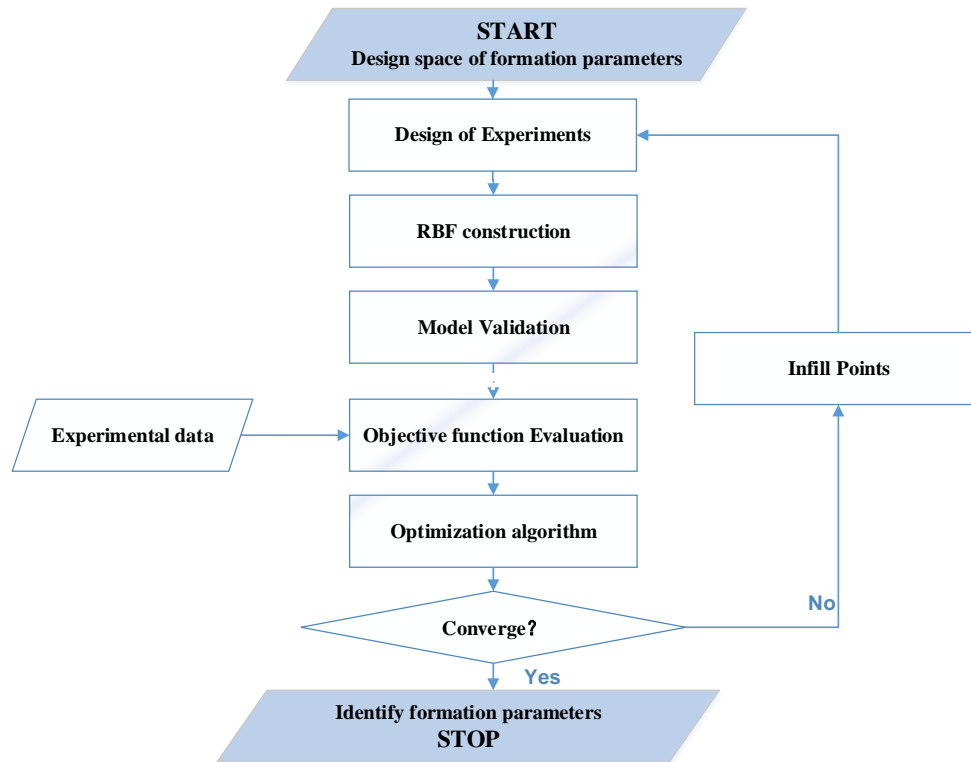 START
Design space of formation parameters
Design of Experiments
RBF construction
Model Validation
Infill Points
Experimental data
Objective function Evaluation
Optimization algorithm
No
Converge?
Yes
Identify formation parameters
STOP